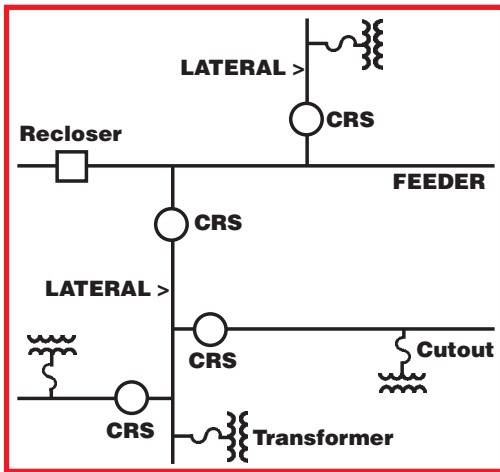 LATERAL >
CRS
Recloser
FEEDER
CRS
LATERAL >
CRS
Cutout
CRS
Transformer